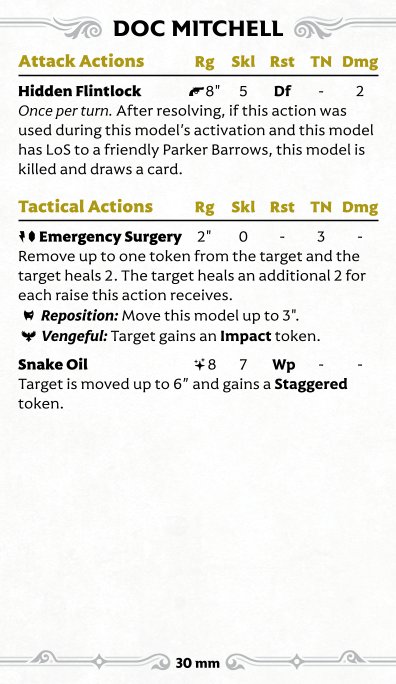 DOC MITCHELL
Attack Actions Rg Skl Rst TN Dmg
Hidden Flintlock 8" 5 Df - 2
Once per turn. After resolving, if this action was
used during this model's activation and this model
has LoS to a friendly Parker Barrows, this model is
killed and draws a card.
Tactical Actions Rg Skl Rst TN Dmg
Emergency Surgery 2" 0 - 3 -
Remove up to one token from the target and the
target heals 2. The target heals an additional 2 for
each raise this action receives.
Reposition: Move this model up to 3".
Vengeful: Target gains an Impact token.
Snake Oil 8 7 Wp - -
Target is moved up to 6” and gains a Staggered
token.
30 mm